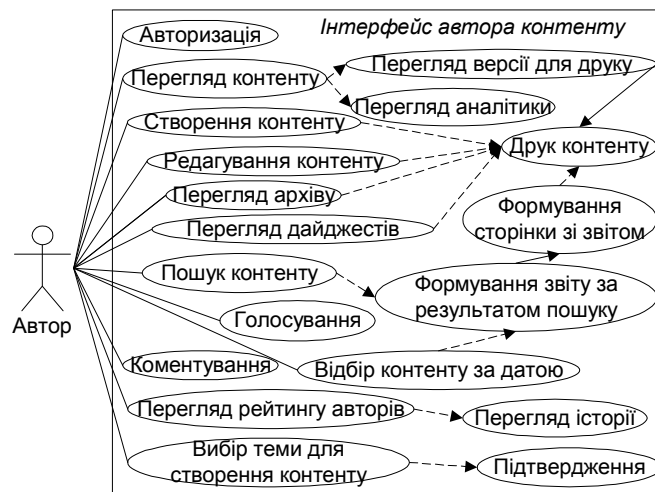 Інтерфейс автора контенту
Авторизація
Перегляд контенту
Перегляд версії для друку
Перегляд аналітики
Створення контенту
Друк контенту
Редагування контенту
Перегляд архіву
Перегляд дайджестів
Формування
сторінки зі звітом
Пошук контенту
Формування звіту за
результатом пошуку
Голосування
Автор
Коментування
Відбір контенту за датою
Перегляд рейтингу авторів
Перегляд історії
Вибір теми для
створення контенту
Підтвердження